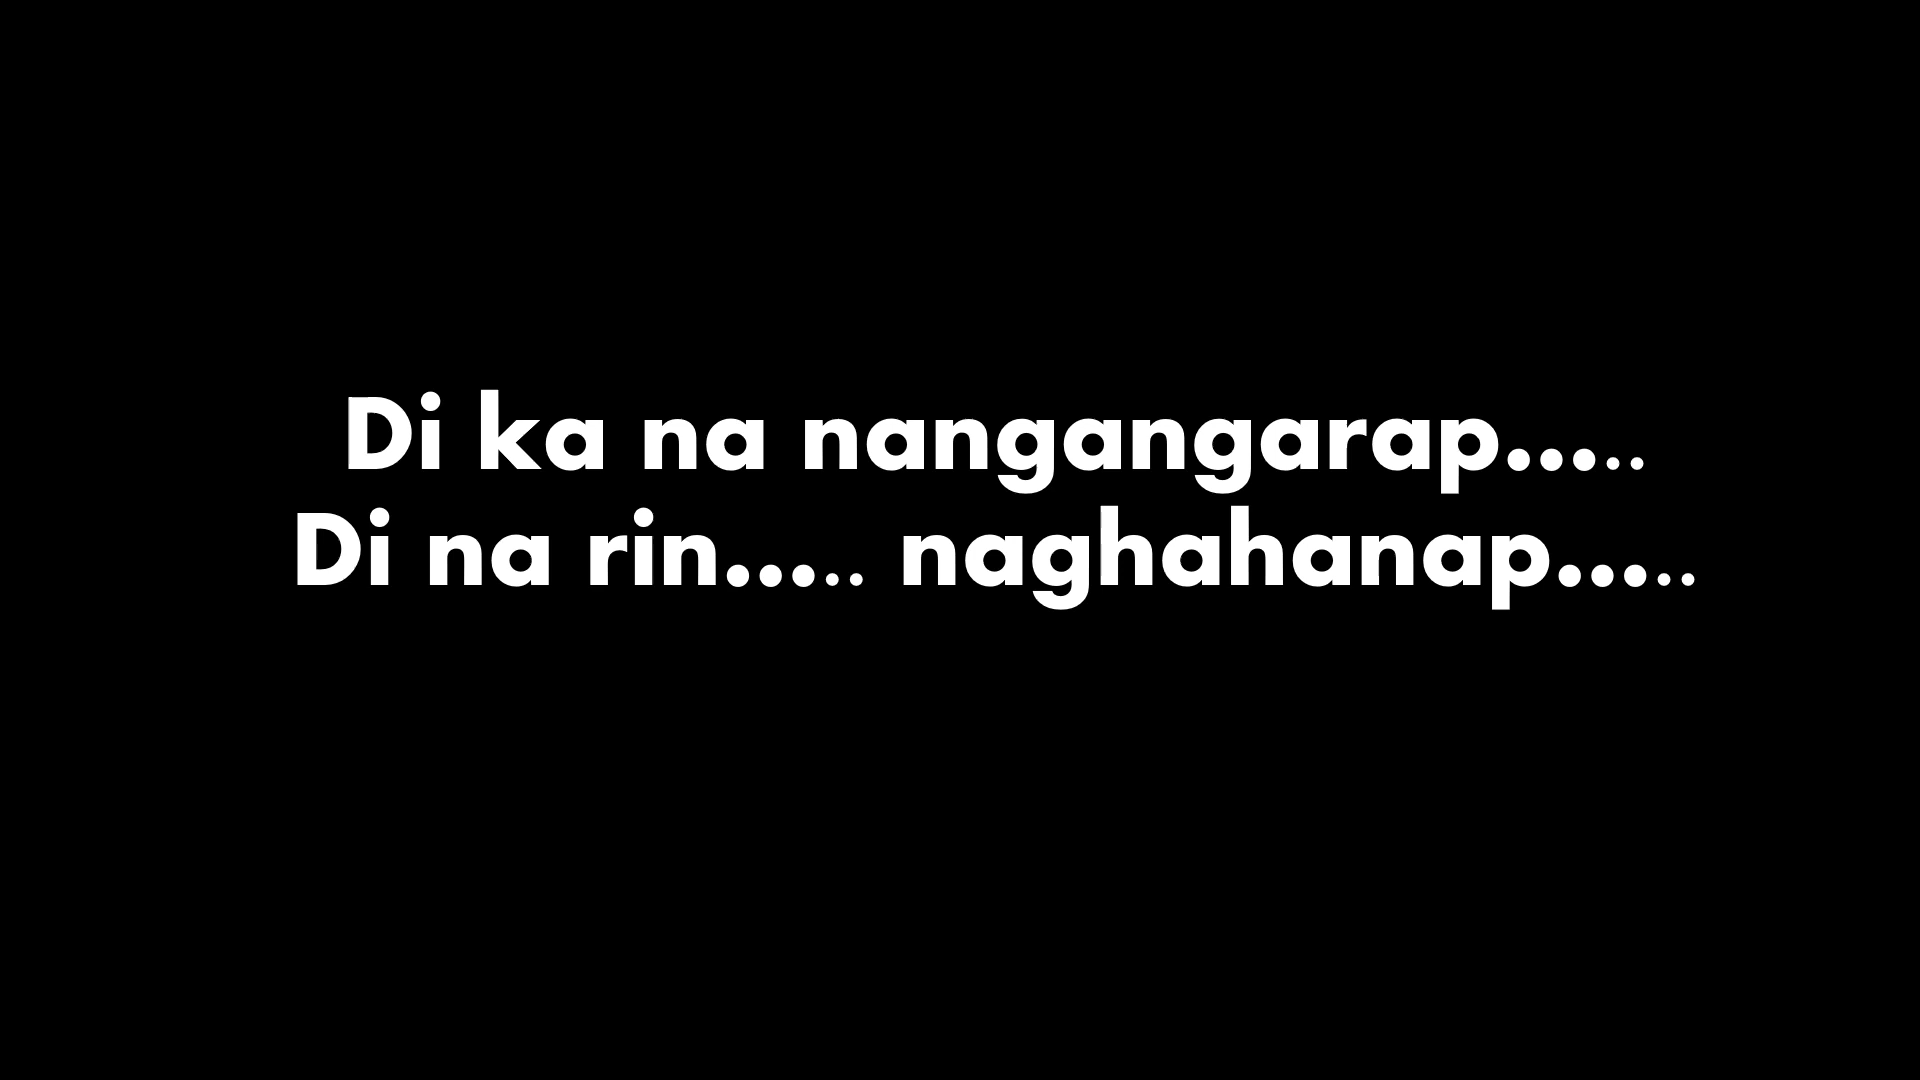 Di ka na nangangarap.....
Di na rin..... naghahanap.....